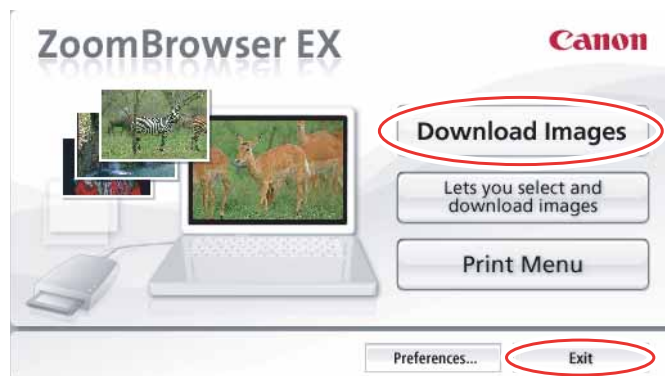 ZoomBrowser EX
Canon
Download Images
Lets you select and
download images
Print Menu
Preferences...
Exit